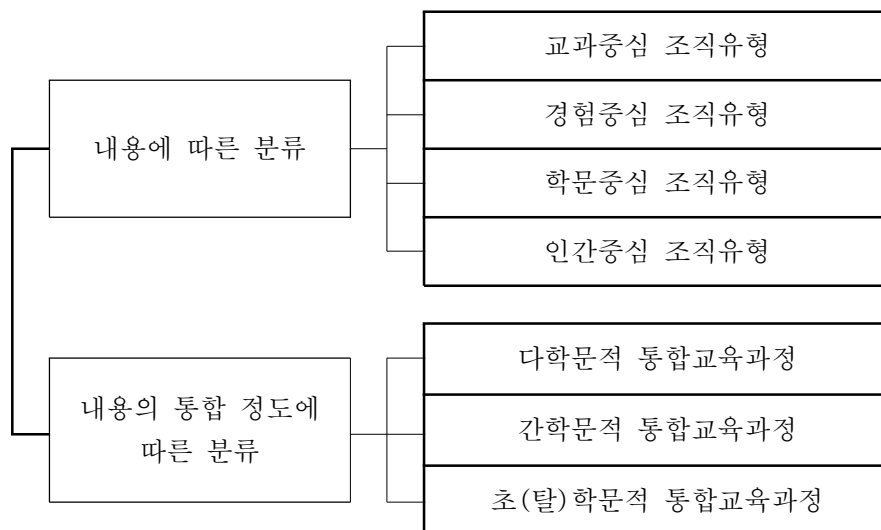 내용에 따른 분류
교과중심 조직유형
경험중심 조직유형
학문중심 조직유형
인간중심 조직유형
내용의 통합 정도에
따른 분류
다학문적 통합교육과정
간학문적 통합교육과정
초(탈)학문적 통합교육과정